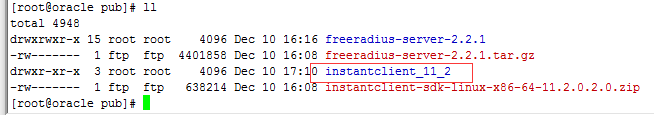 [root@oracle pub]# ll
total 4948
drwxrwxr-x 15 root root    4096 Dec 10 16:16 freeradius-server-2.2.1
-rw-------  1 ftp  ftp  4401858 Dec 10 16:08 freeradius-server-2.2.1.tar.gz
drwxr-xr-x  3 root root    4096 Dec 10 17:10 instantclient_11_2
-rw-------  1 ftp  ftp   638214 Dec 10 16:08 instantclient-sdk-linux-x86-64-11.2.0.2.0.zip
[root@oracle pub]#